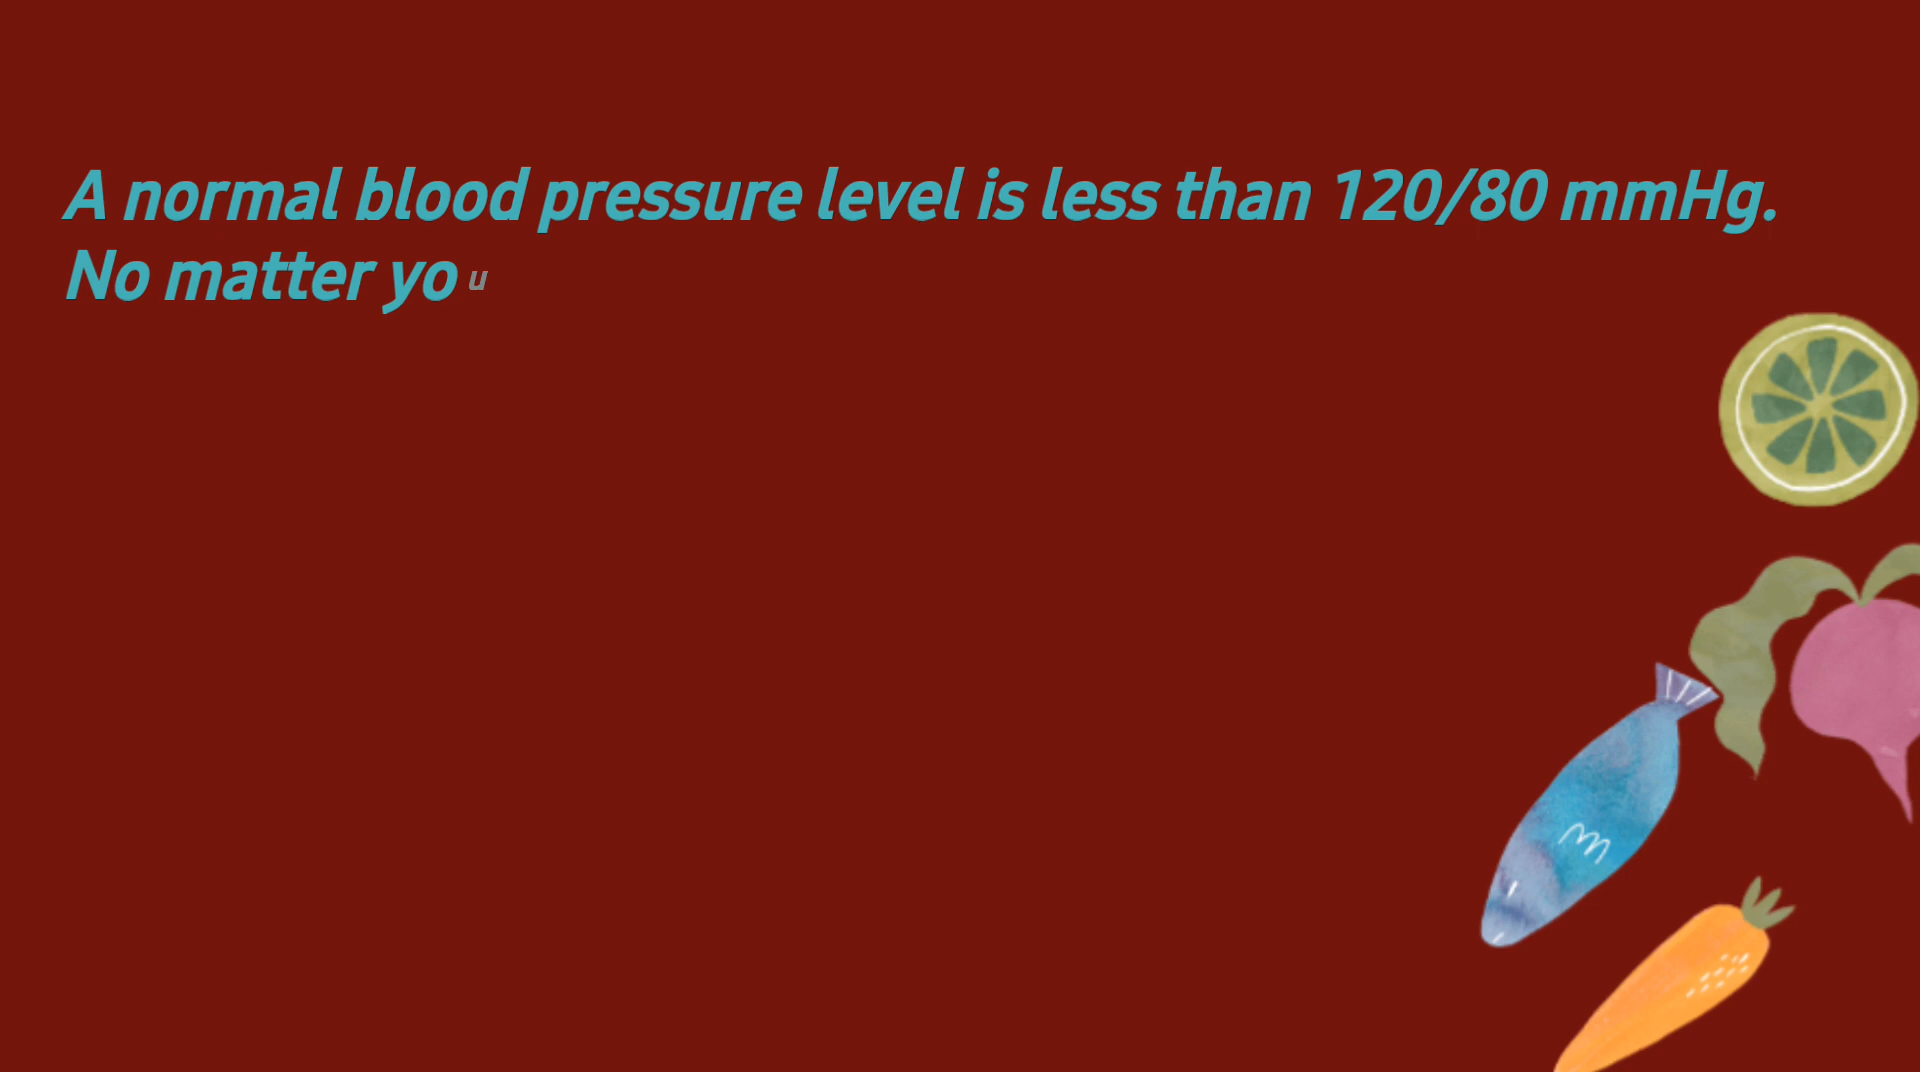 A normal blood pressure level is less than 120/80 mmHg.
No matter you